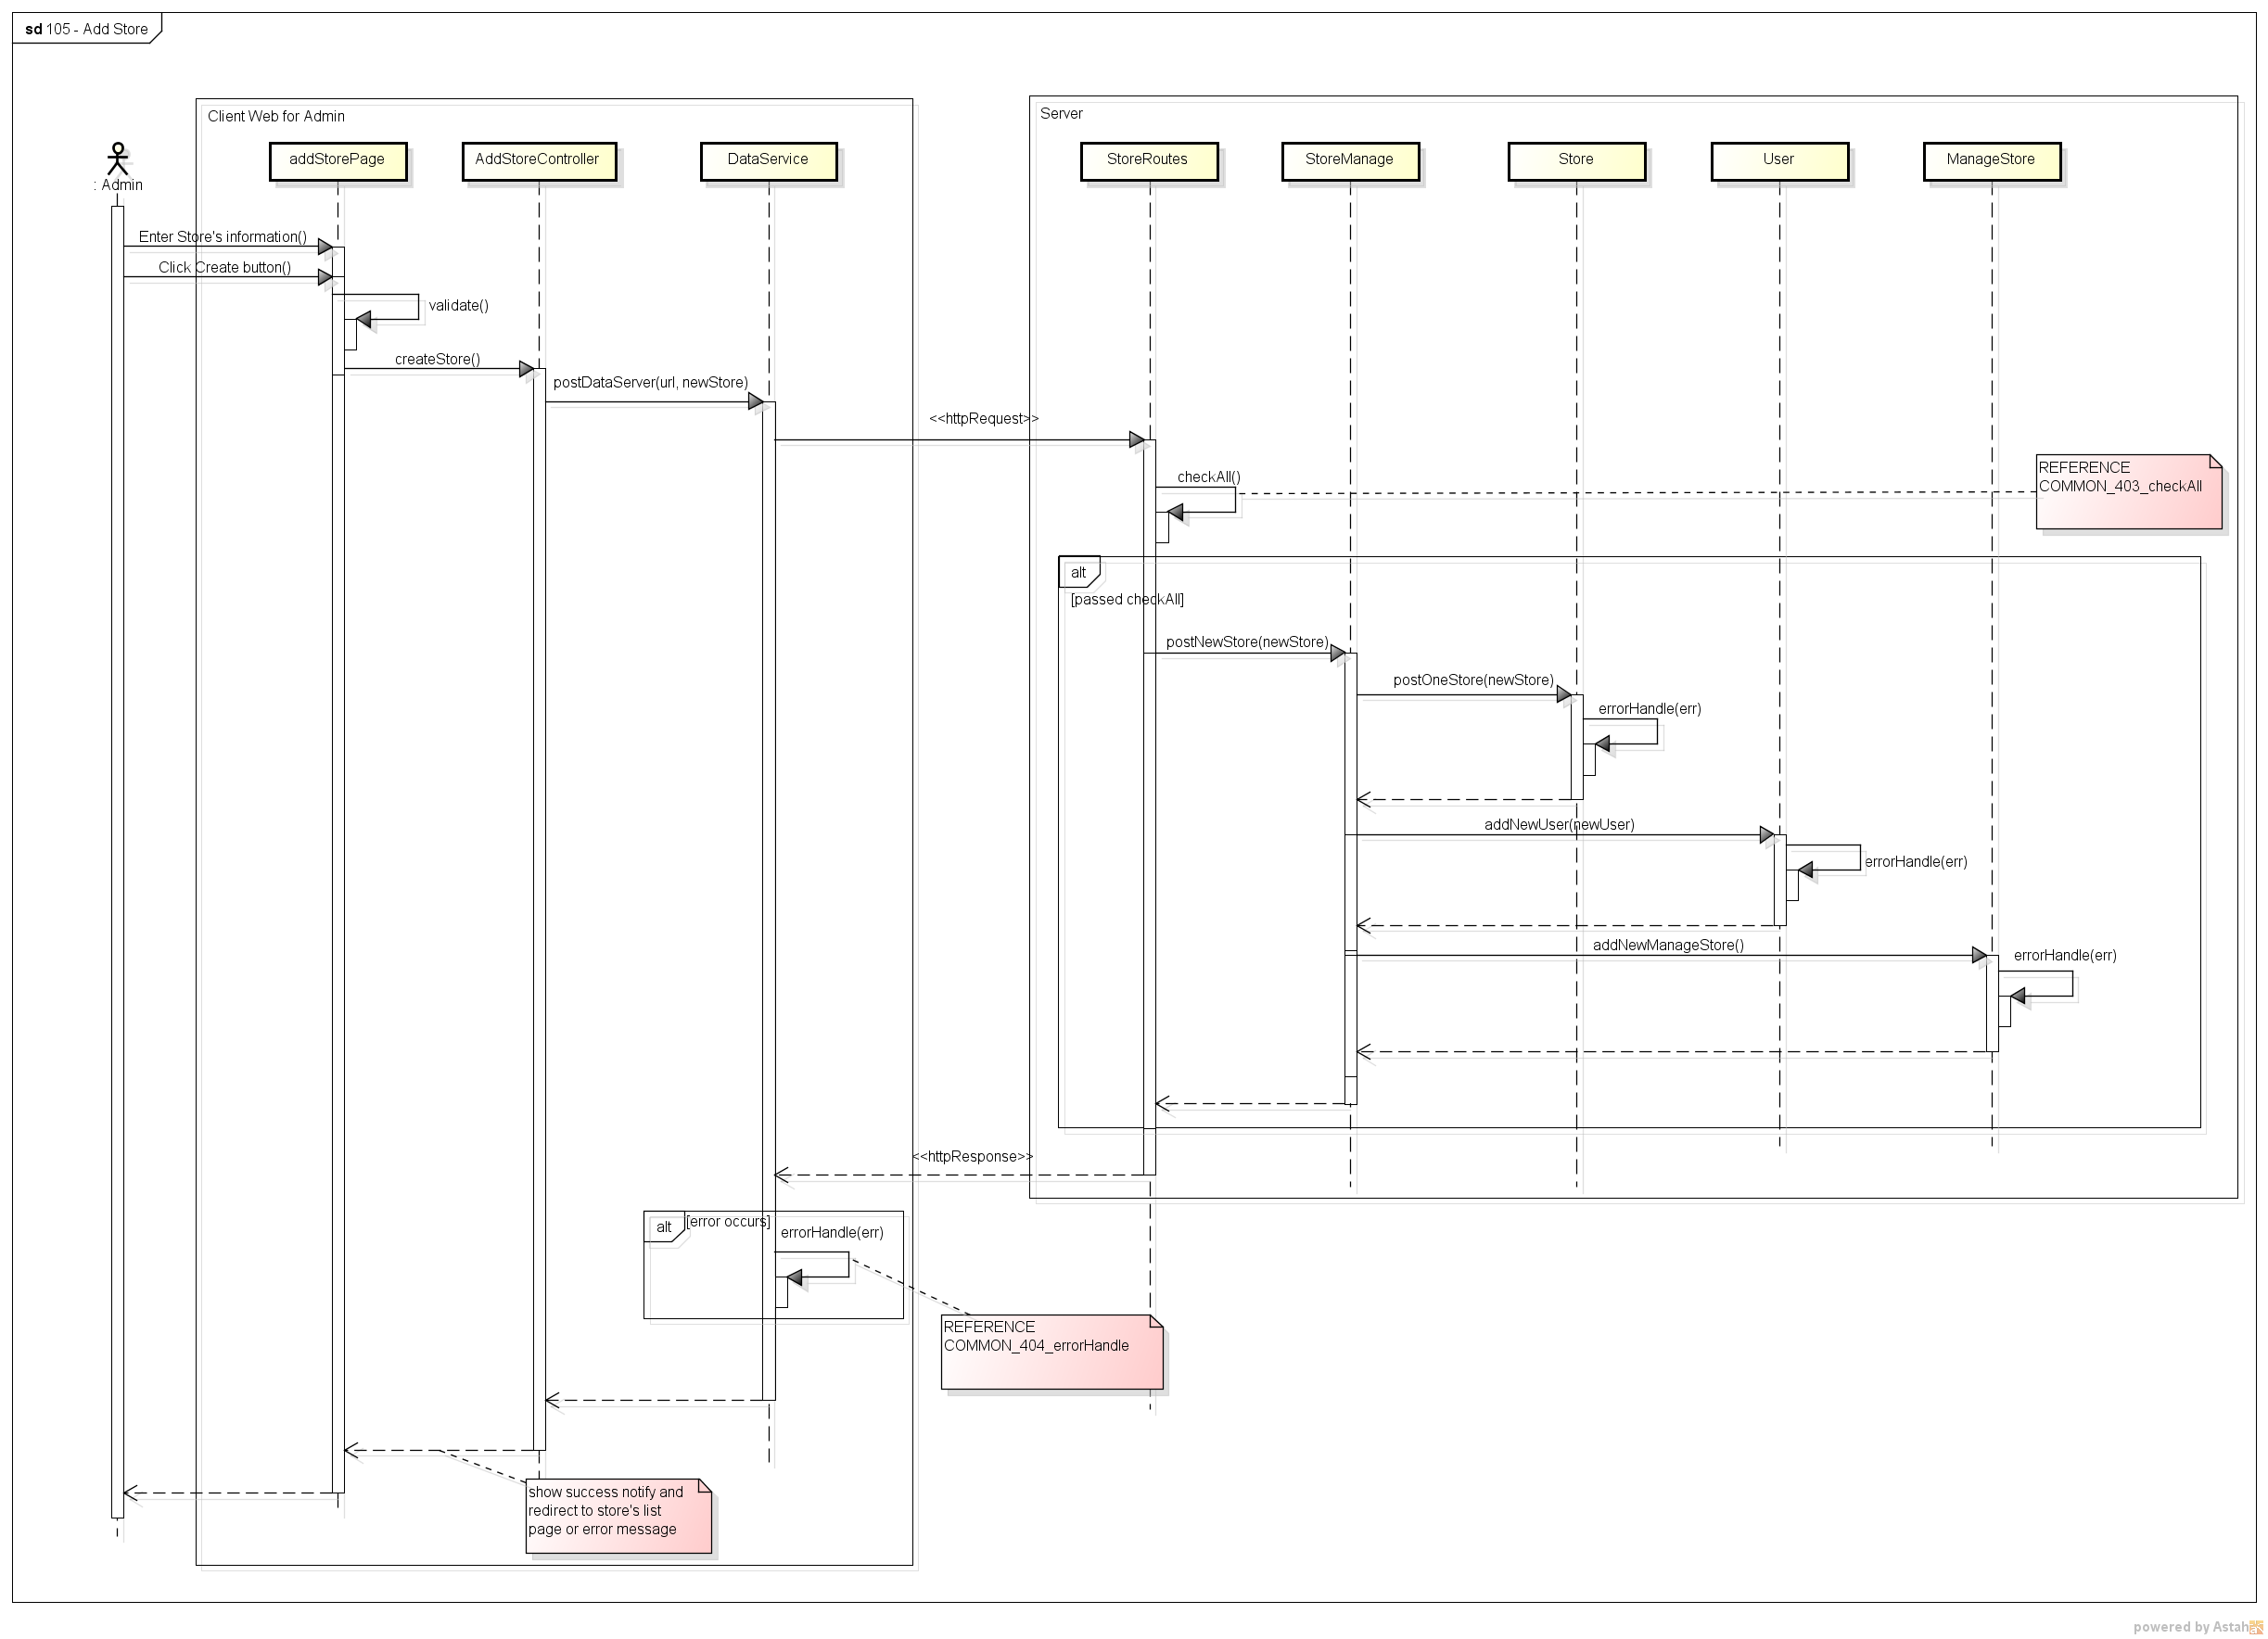 sd 105 - Add Store
Client Web for Admin
Server
: Admin
addStorePage
AddStoreController
DataService
StoreRoutes
StoreManage
Store
User
ManageStore
Enter Store's information()
Click Create button()
validate()
createStore()
postDataServer(url, newStore)
<<httpRequest>>
checkAll()
REFERENCE
COMMON_403_checkAll
alt
[passed checkAll]
postNewStore(newStore)
postOneStore(newStore)
errorHandle(err)
addNewUser(newUser)
errorHandle(err)
addNewManageStore()
errorHandle(err)
<<httpResponse>>
alt
[error occurs]
errorHandle(err)
REFERENCE
COMMON_404_errorHandle
show success notify and
redirect to store's list
page or error message
powered by Astah